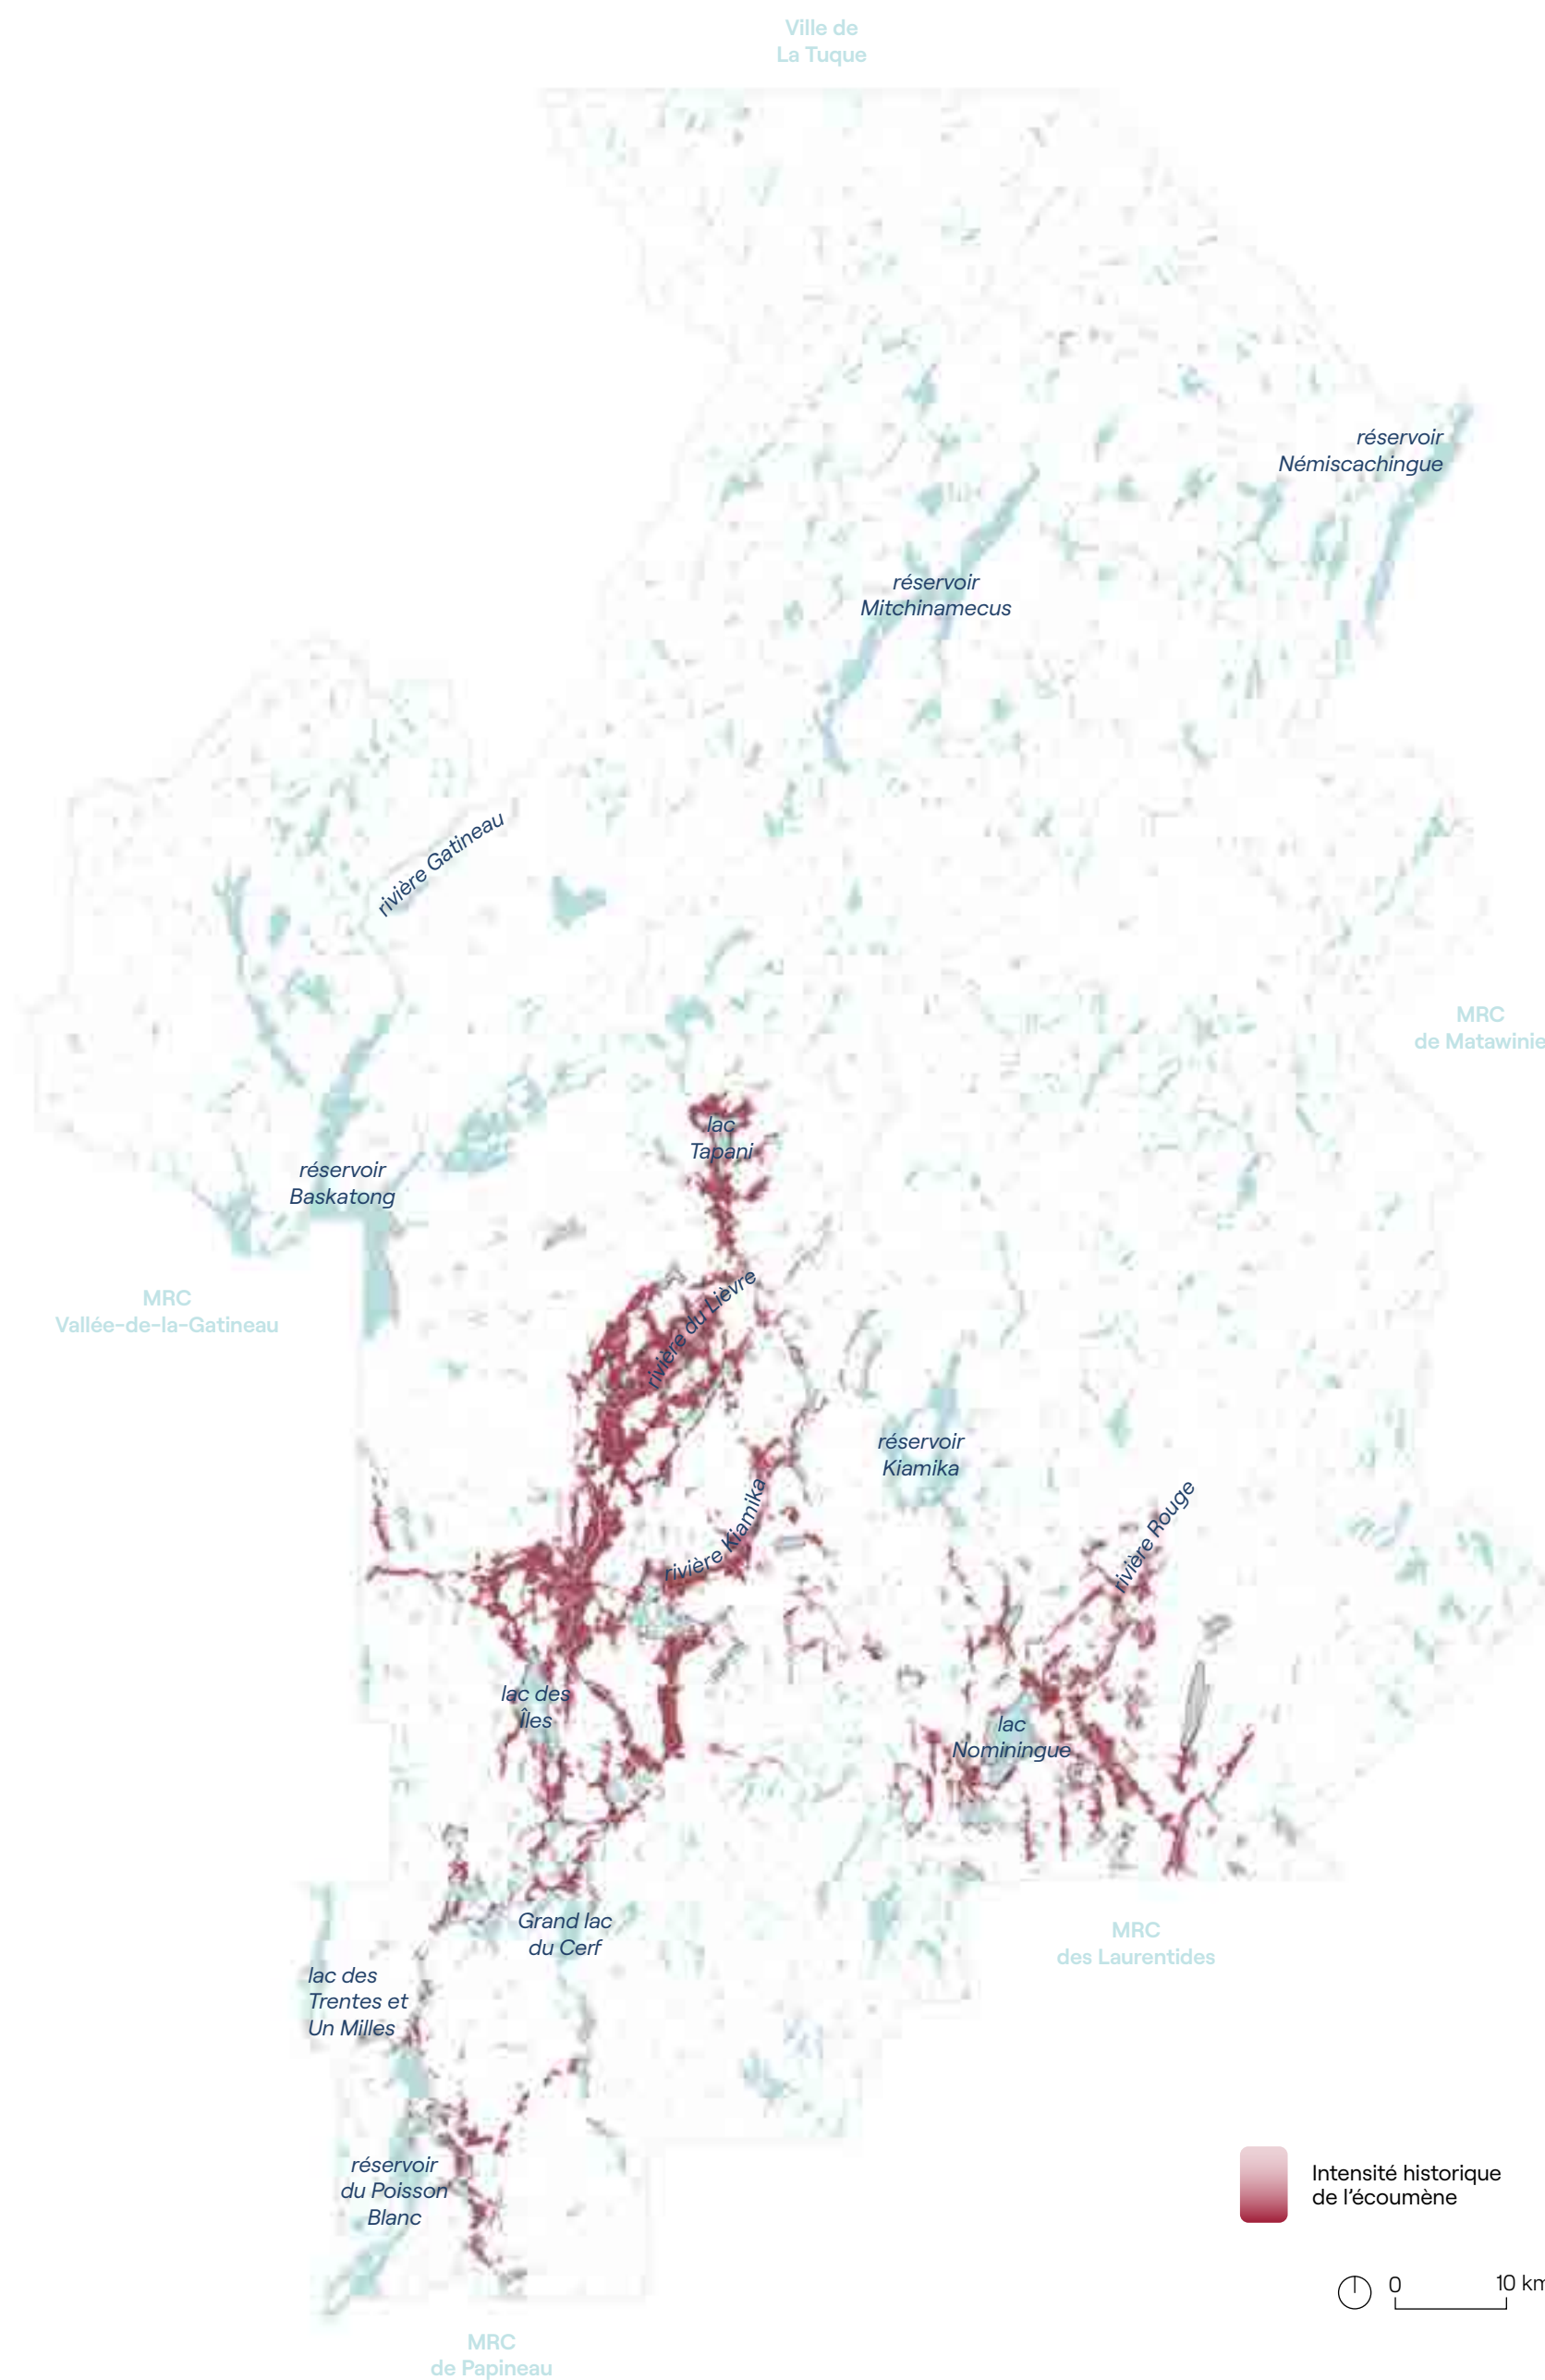 Ville de
La Tuque
réservoir
Némiscachingue
réservoir
Mitchinamecus
rivière Gatineau
MRC
de Matawinie
lac
Tapani
réservoir
Baskatong
MRC
Vallée-de-la-Gatineau
rivière du Lièvre
réservoir
Kiamika
rivière Rouge
rivière Kiamika
lac des
Îles
lac
Nominingue
Grand lac
du Cerf
MRC
des Laurentides
lac des
Trentes et
Un Milles
réservoir
du Poisson
Blanc
Intensité historique
de l'écoumène
0 10 km
MRC
de Papineau